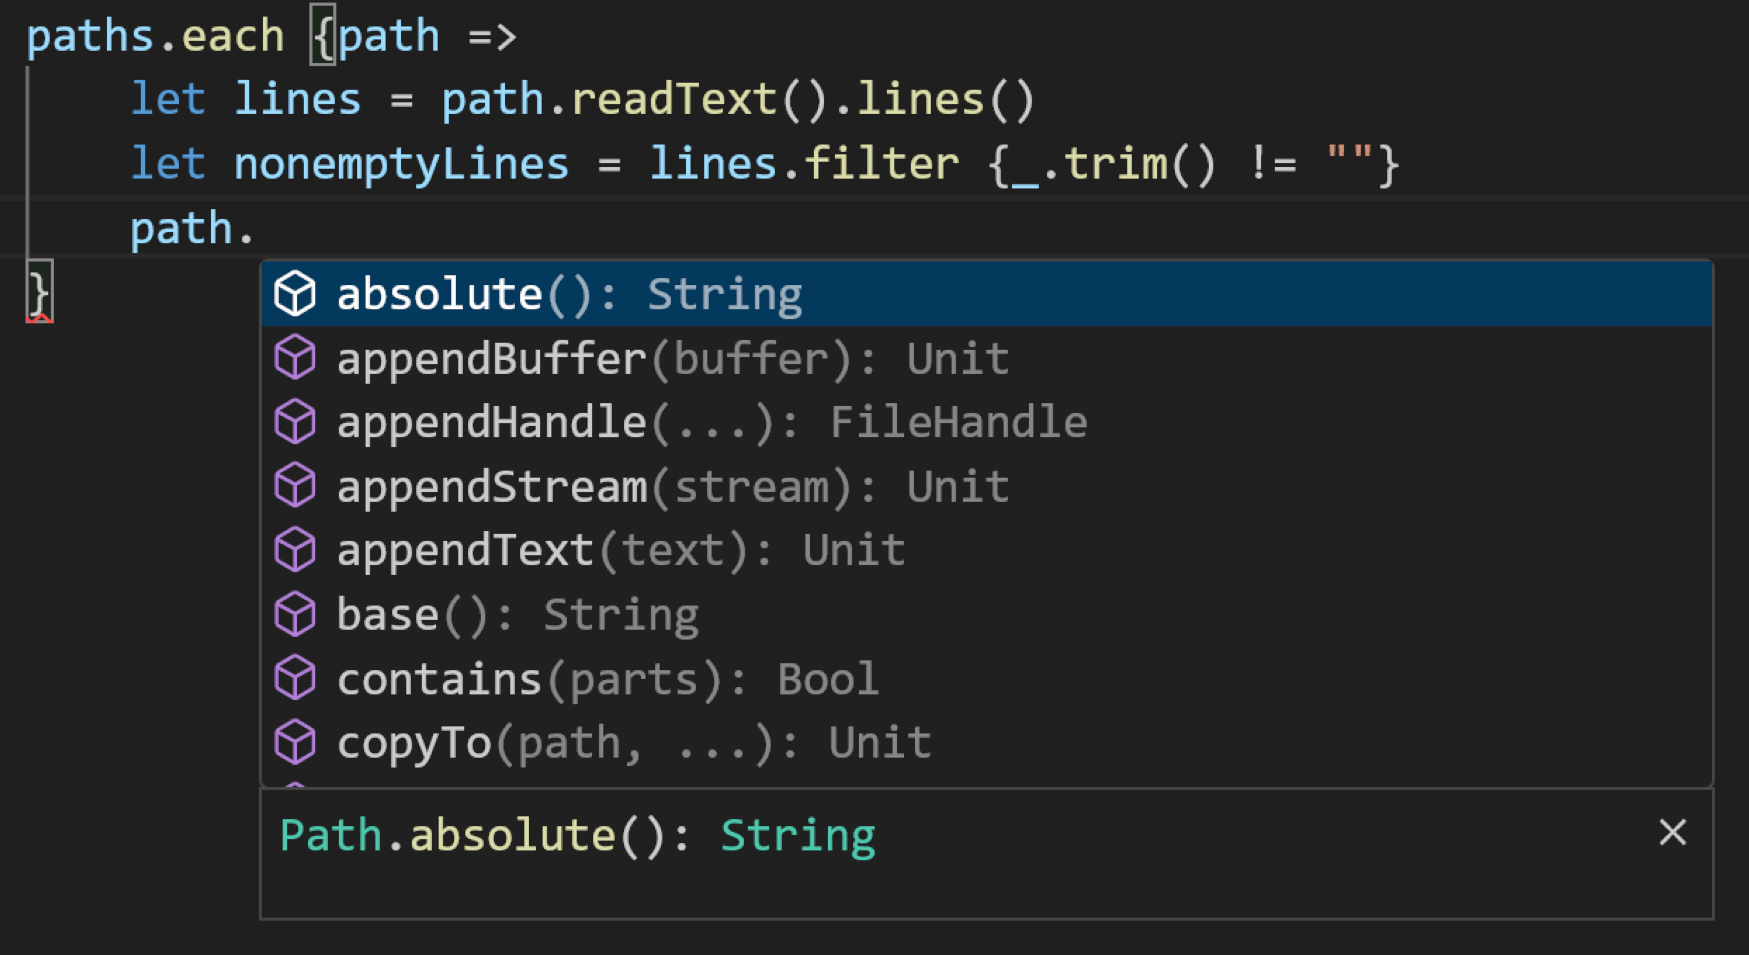 paths.each {path =>
    let lines = path.readText().lines()
    let nonemptyLines = lines.filter {_.trim() != ""}
    path.
}
absolute(): String
appendBuffer(buffer): Unit
appendHandle(...): FileHandle
appendStream(stream): Unit
appendText(text): Unit
base(): String
contains(parts): Bool
copyTo(path, ...): Unit
Path.absolute(): String